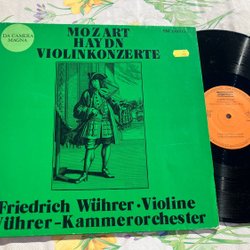 DA CAMERA
MAGNA
MOZART
HAYDN
VIOLINKONZERTE
Friedrich Wührer · Violine
Wührer-Kammerorchester